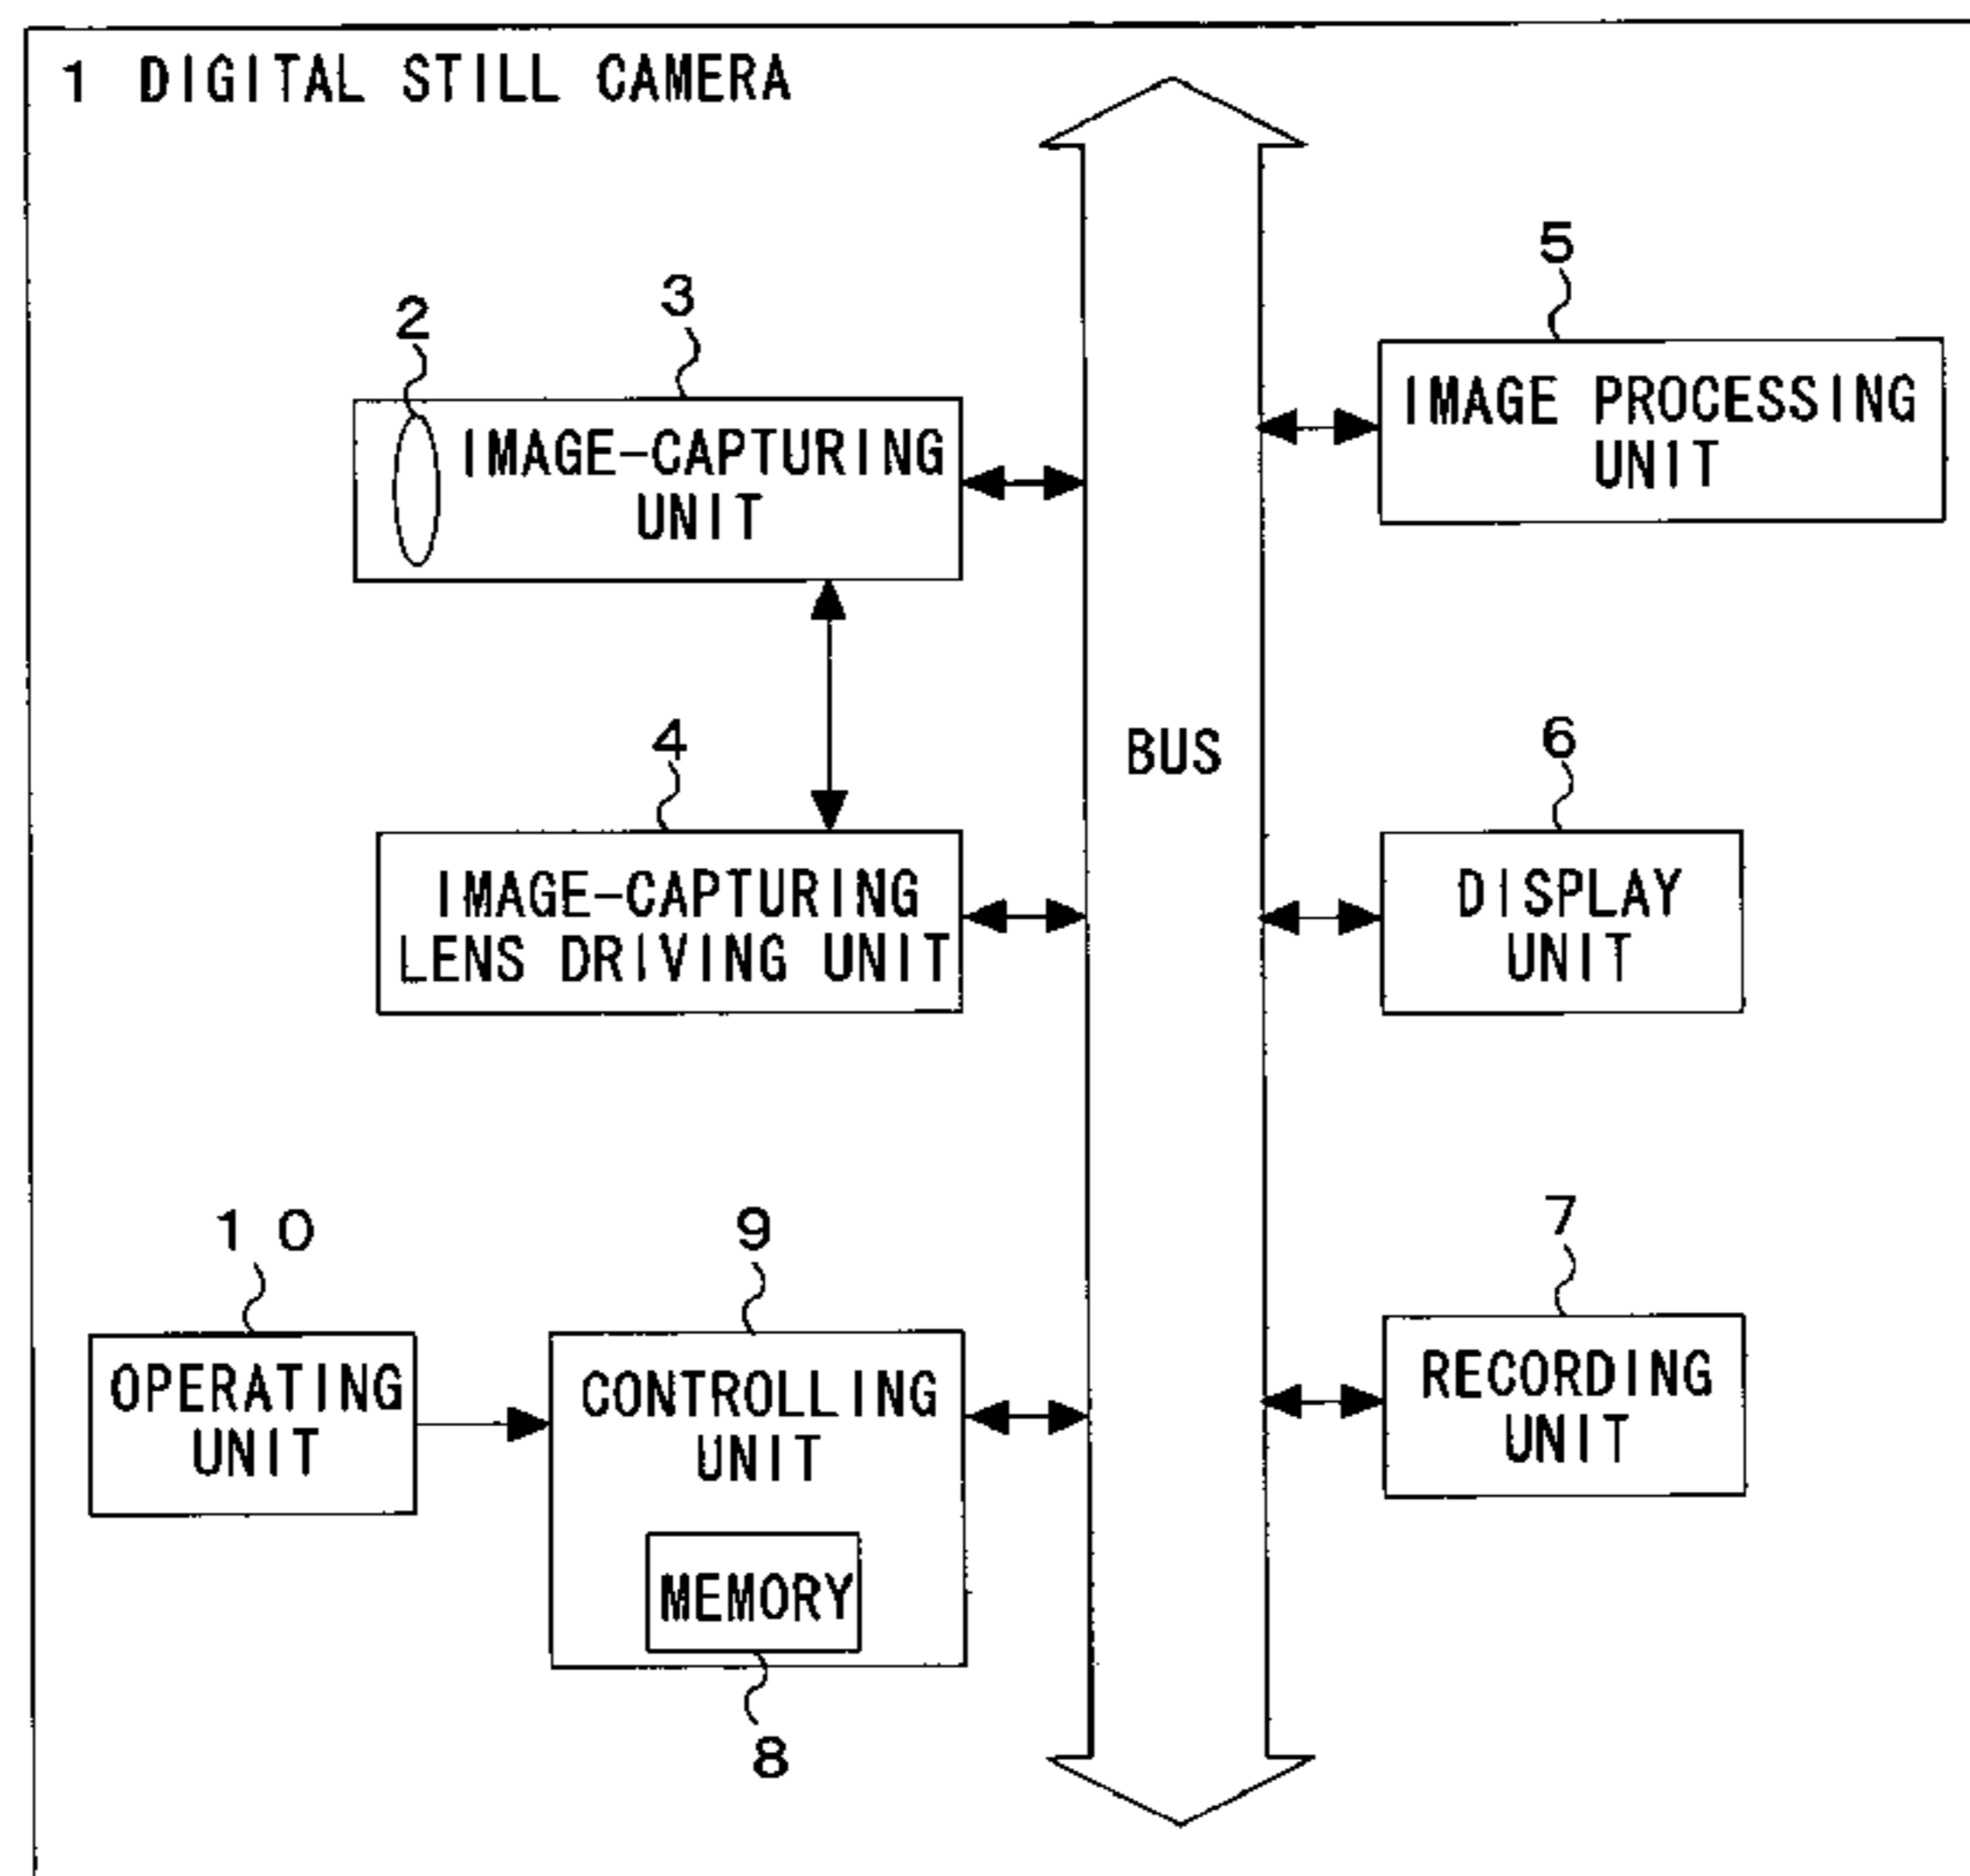 1 DIGITAL STILL CAMERA
5
3
2
IMAGE PROCESSING
UNIT
IMAGE-CAPTURING
UNIT
4
BUS
6
IMAGE-CAPTURING
LENS DRIVING UNIT
DISPLAY
UNIT
10
9
7
OPERATING
UNIT
CONTROLLING
UNIT
RECORDING
UNIT
MEMORY
8